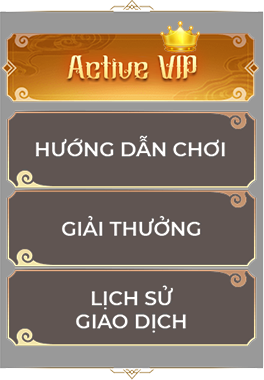 Active VIP
HƯỚNG DẪN CHƠI
GIẢI THƯỞNG
LỊCH SỬ
GIAO DỊCH